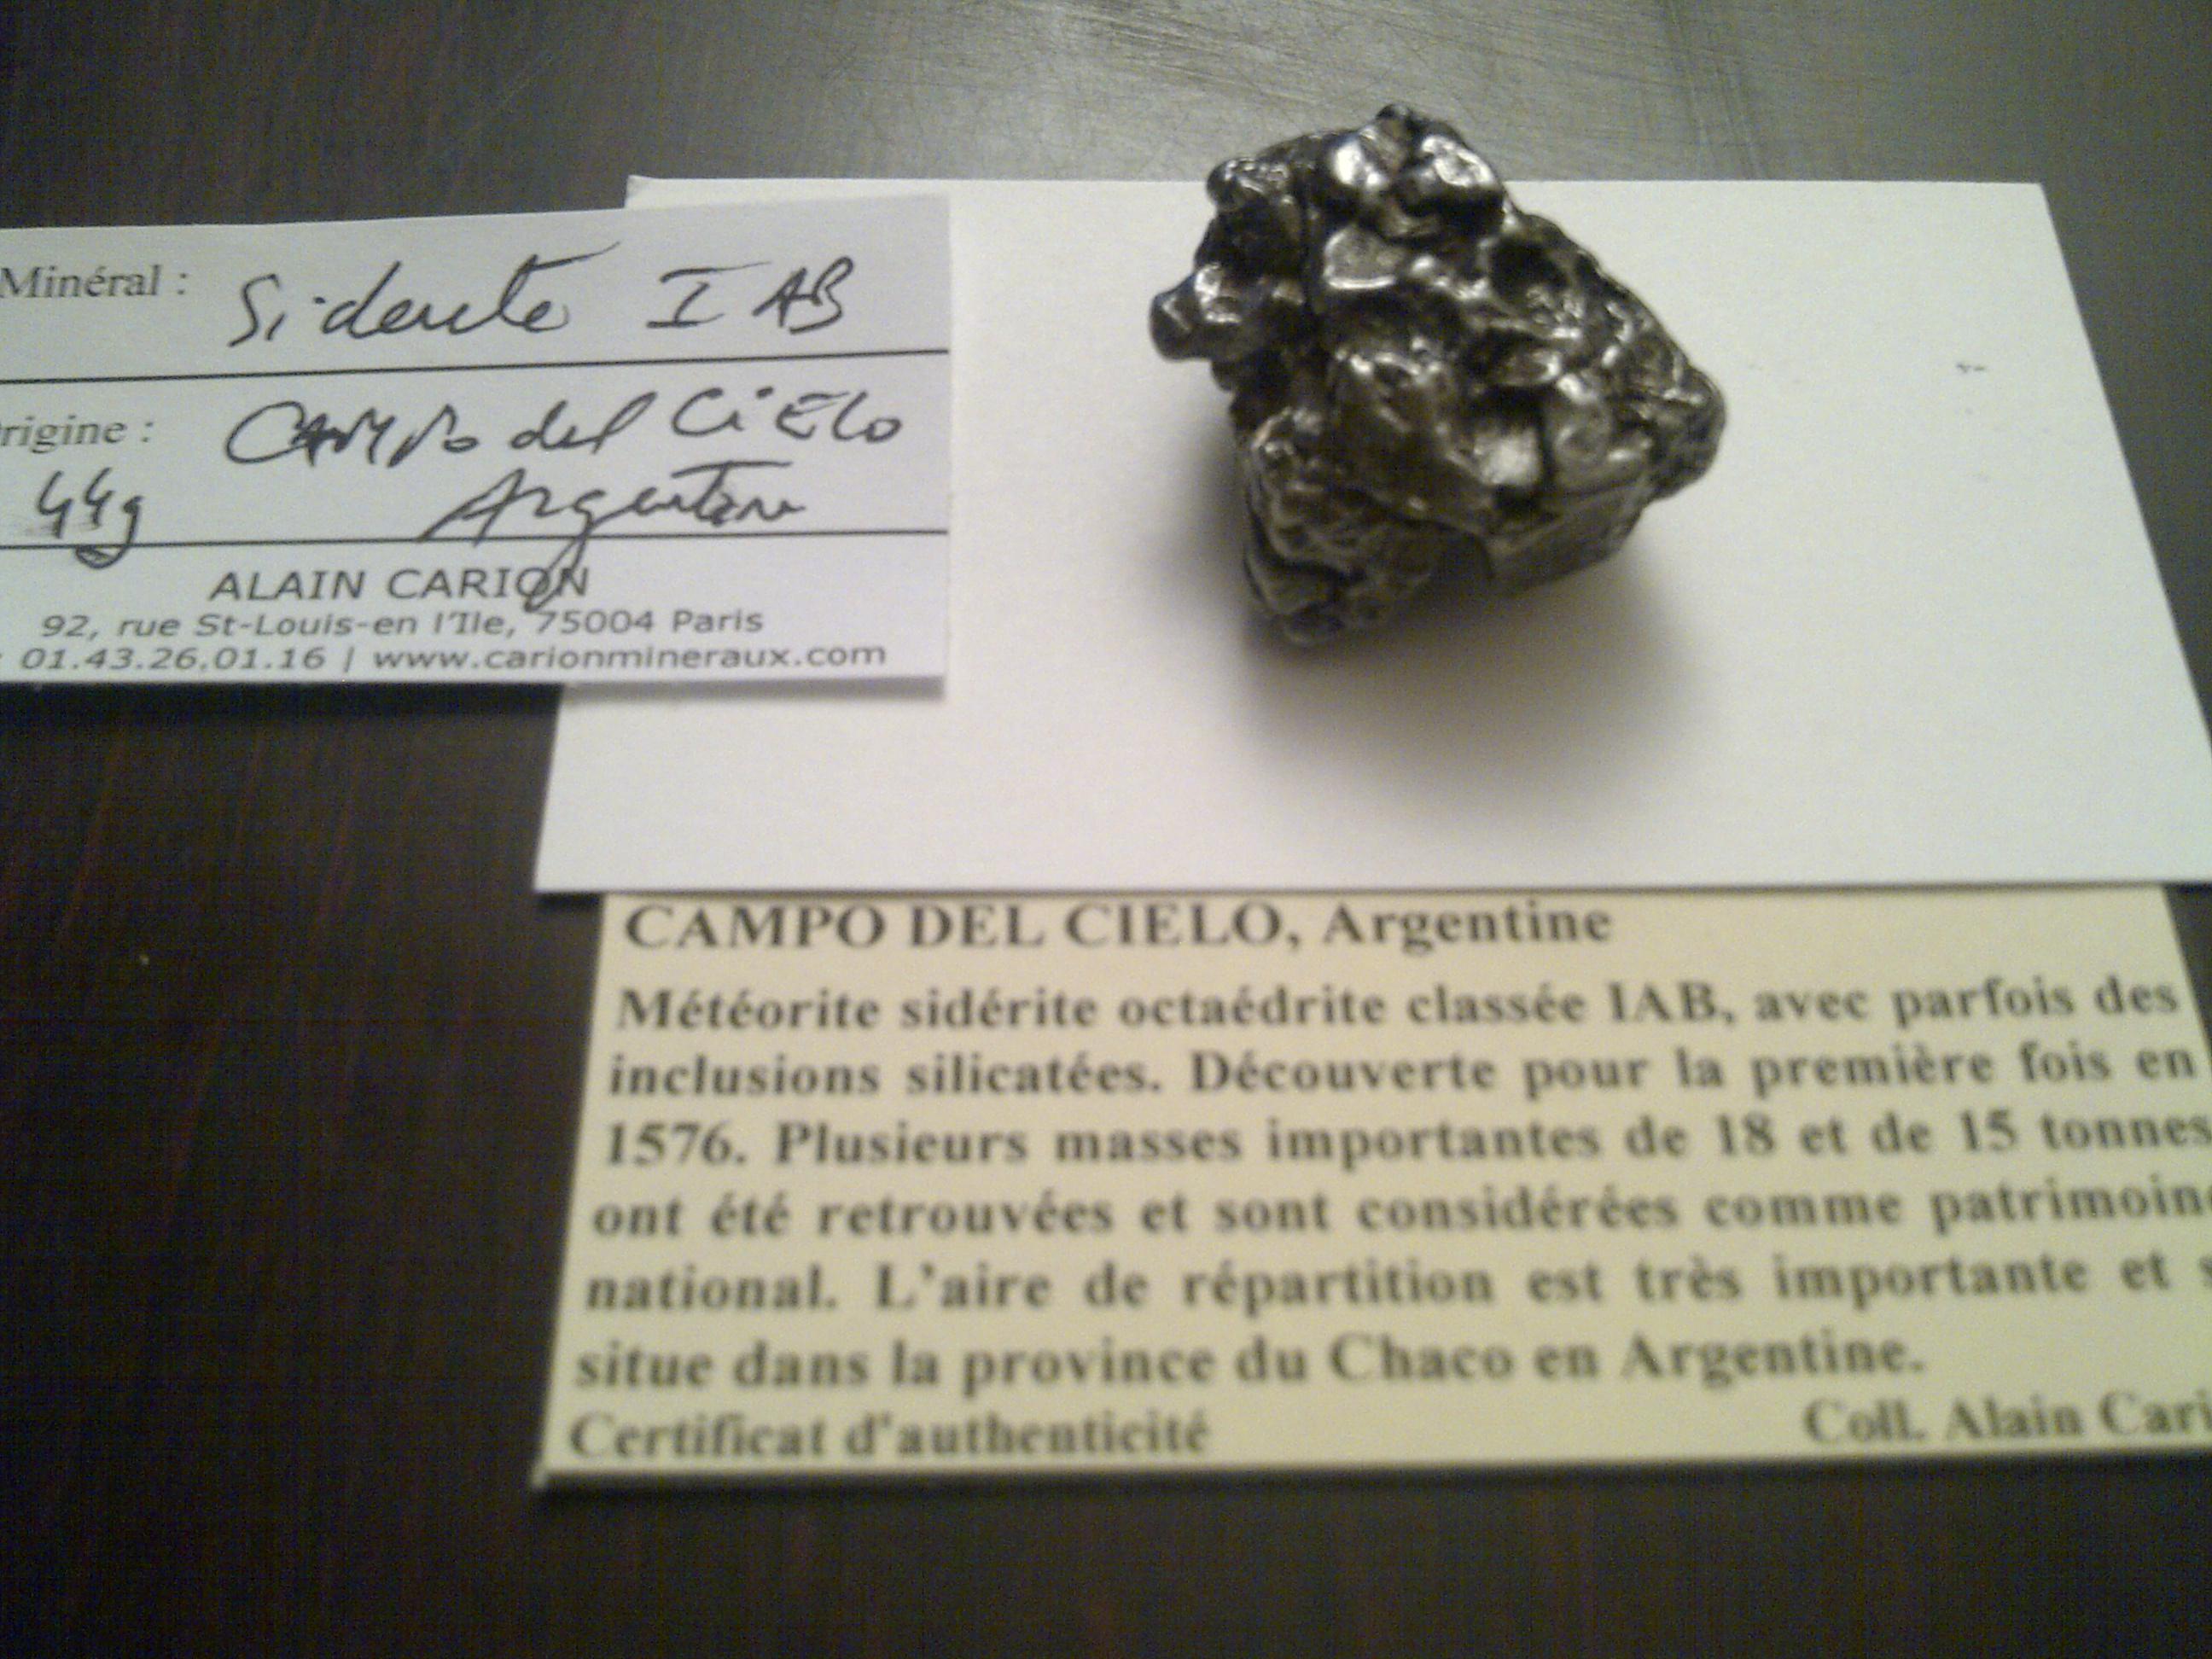 Minéral : Siderite I AB
rigine : Campo del Cielo
44g Argentine
ALAIN CARION
92, rue St-Louis-en l'Ile, 75004 Paris
: 01.43.26.01.16 | www.carionmineraux.com
CAMPO DEL CIELO, Argentine
Météorite sidérite octaédrite classée IAB, avec parfois des
inclusions silicatées. Découverte pour la première fois en
1576. Plusieurs masses importantes de 18 et de 15 tonnes
ont été retrouvées et sont considérées comme patrimoin
national. L'aire de répartition est très importante et s
situe dans la province du Chaco en Argentine.
Certificat d'authenticité Coll. Alain Cari